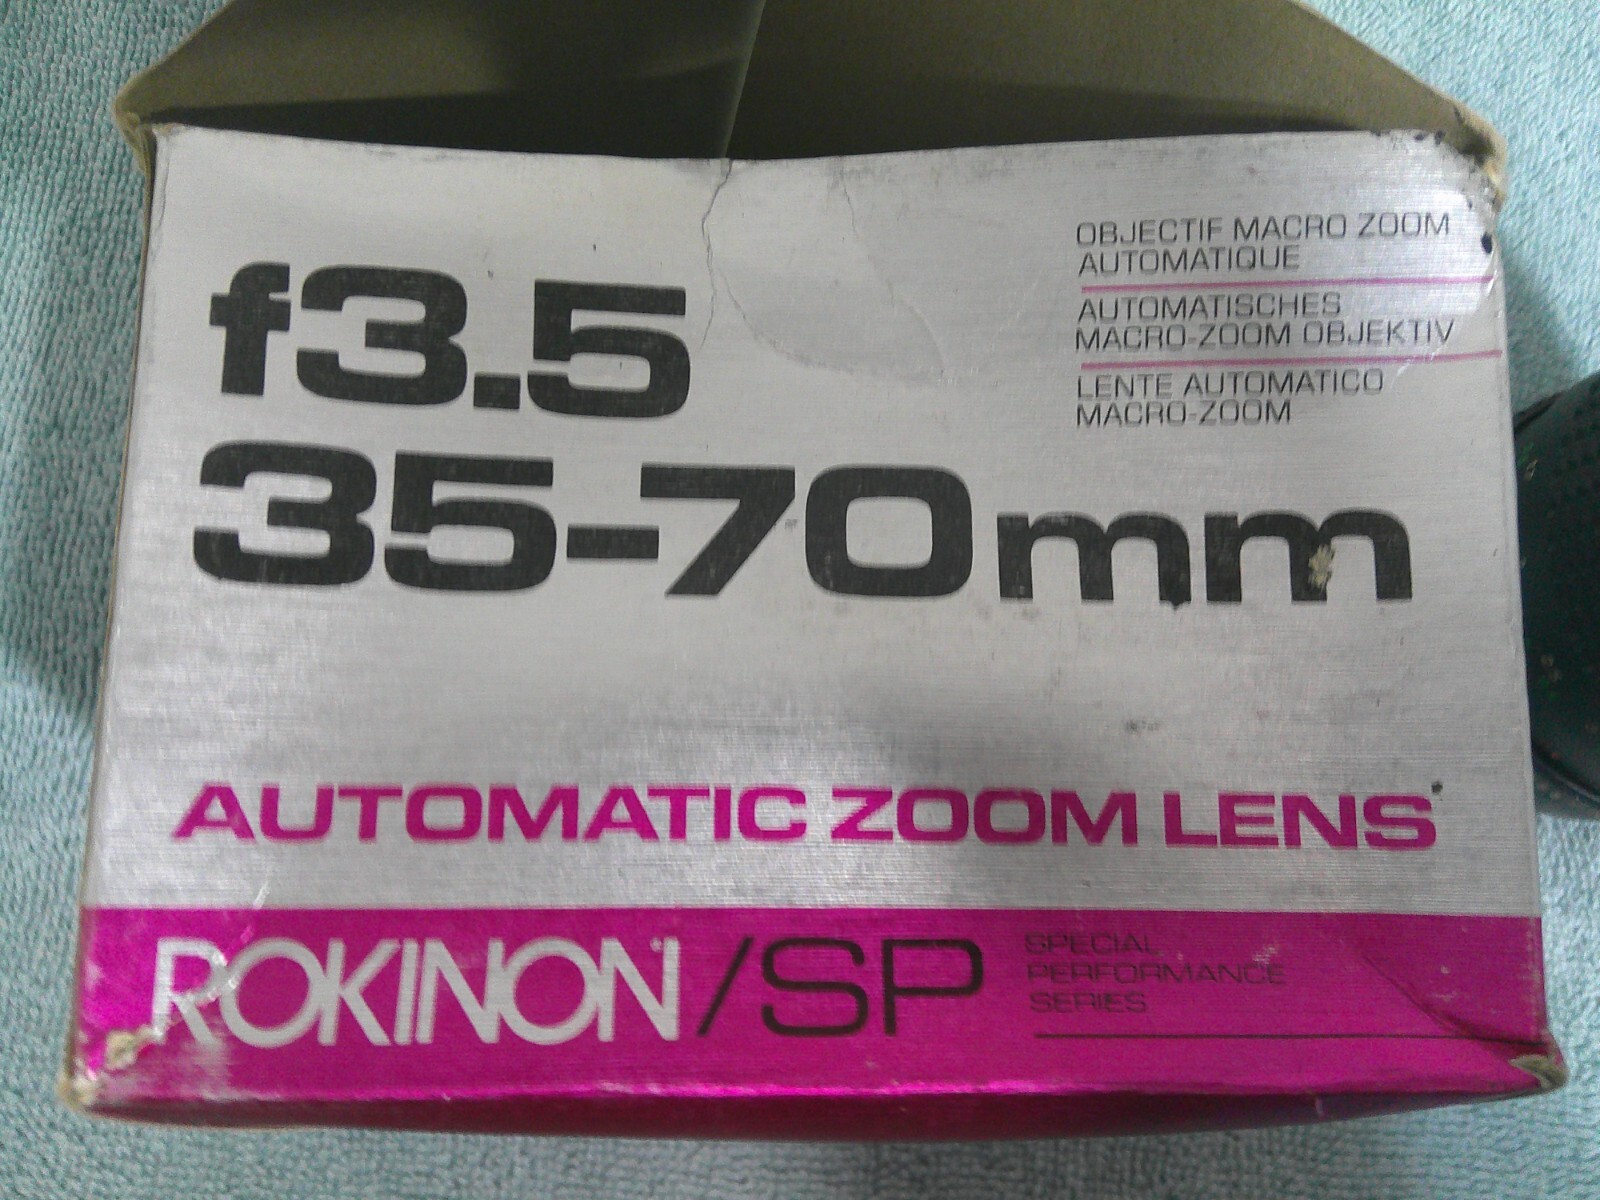 f3.5
35-70mm
OBJECTIF MACRO ZOOM
AUTOMATIQUE
AUTOMATISCHES
MACRO-ZOOM OBJEKTIV
LENTE AUTOMATICO
MACRO-ZOOM
AUTOMATIC ZOOM LENS
ROKINON/SP
SPECIAL
PERFORMANCE
SERIES